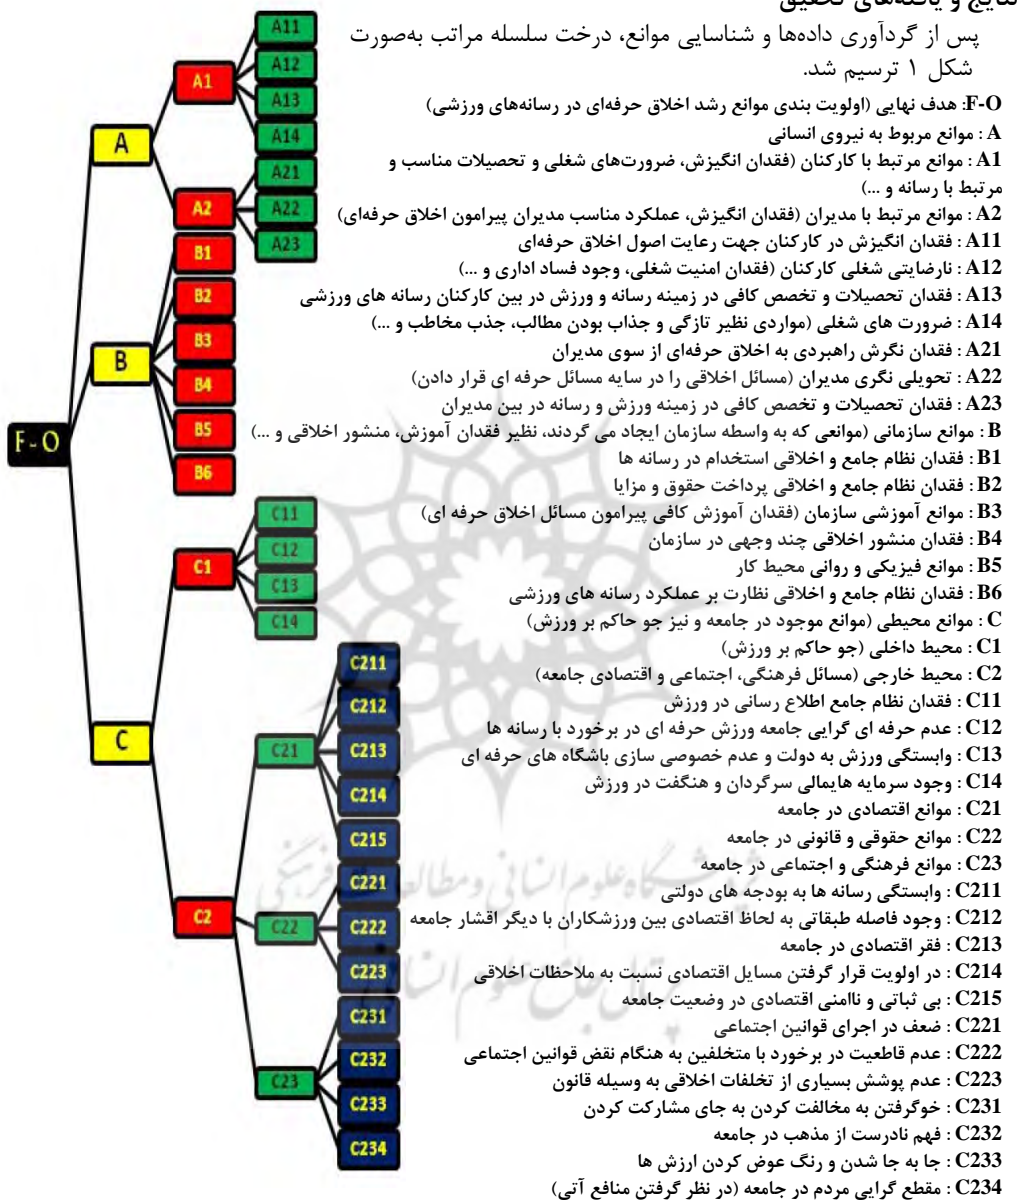 نتایج و یافته‌های تحقیق
پس از گردآوری داده‌ها و شناسایی موانع، درخت سلسله مراتب به‌صورت
شکل ۱ ترسیم شد.
F-O: هدف نهایی (اولویت بندی موانع رشد اخلاق حرفه‌ای در رسانه‌های ورزشی)
A : موانع مربوط به نیروی انسانی
A1 : موانع مرتبط با کارکنان (فقدان انگیزش، ضرورت‌های شغلی و تحصیلات مناسب و
مرتبط با رسانه و ...)
A2 : موانع مرتبط با مدیران (فقدان انگیزش، عملکرد مناسب مدیران پیرامون اخلاق حرفه‌ای)
A11 : فقدان انگیزش در کارکنان جهت رعایت اصول اخلاق حرفه‌ای
A12 : نارضایتی شغلی کارکنان (فقدان امنیت شغلی، وجود فساد اداری و ...)
A13 : فقدان تحصیلات و تخصص کافی در زمینه رسانه و ورزش در بین کارکنان رسانه های ورزشی
A14 : ضرورت های شغلی (مواردی نظیر تازگی و جذاب بودن مطالب، جذب مخاطب و ...)
A21 : فقدان نگرش راهبردی به اخلاق حرفه‌ای از سوی مدیران
A22 : تحویلی نگری مدیران (مسائل اخلاقی را در سایه مسائل حرفه ای قرار دادن)
A23 : فقدان تحصیلات و تخصص کافی در زمینه ورزش و رسانه در بین مدیران
B : موانع سازمانی (موانعی که به واسطه سازمان ایجاد می گردند، نظیر فقدان آموزش، منشور اخلاقی و ...)
B1 : فقدان نظام جامع و اخلاقی استخدام در رسانه ها
B2 : فقدان نظام جامع و اخلاقی پرداخت حقوق و مزایا
B3 : موانع آموزشی سازمان (فقدان آموزش کافی پیرامون مسائل اخلاق حرفه ای)
B4 : فقدان منشور اخلاقی چند وجهی در سازمان
B5 : موانع فیزیکی و روانی محیط کار
B6 : فقدان نظام جامع و اخلاقی نظارت بر عملکرد رسانه های ورزشی
C : موانع محیطی (موانع موجود در جامعه و نیز جو حاکم بر ورزش)
C1 : محیط داخلی (جو حاکم بر ورزش)
C2 : محیط خارجی (مسائل فرهنگی، اجتماعی و اقتصادی جامعه)
C11 : فقدان نظام جامع اطلاع رسانی در ورزش
C12 : عدم حرفه ای گرایی جامعه ورزش حرفه ای در برخورد با رسانه ها
C13 : وابستگی ورزش به دولت و عدم خصوصی سازی باشگاه های حرفه ای
C14 : وجود سرمایه هایمالی سرگردان و هنگفت در ورزش
C21 : موانع اقتصادی در جامعه
C22 : موانع حقوقی و قانونی در جامعه
C23 : موانع فرهنگی و اجتماعی در جامعه
C211 : وابستگی رسانه ها به بودجه های دولتی
C212 : وجود فاصله طبقاتی به لحاظ اقتصادی بین ورزشکاران با دیگر اقشار جامعه
C213 : فقر اقتصادی در جامعه
C214 : در اولویت قرار گرفتن مسایل اقتصادی نسبت به ملاحظات اخلاقی
C215 : بی ثباتی و ناامنی اقتصادی در وضعیت جامعه
C221 : ضعف در اجرای قوانین اجتماعی
C222 : عدم قاطعیت در برخورد با متخلفین به هنگام نقض قوانین اجتماعی
C223 : عدم پوشش بسیاری از تخلفات اخلاقی به وسیله قانون
C231 : خوگرفتن به مخالفت کردن به جای مشارکت کردن
C232 : فهم نادرست از مذهب در جامعه
C233 : جا به جا شدن و رنگ عوض کردن ارزش ها
C234 : مقطع گرایی مردم در جامعه (در نظر گرفتن منافع آتی)
F-O
A
B
C
A1
A2
B1
B2
B3
B4
B5
B6
C1
C2
A11
A12
A13
A14
A21
A22
A23
C11
C12
C13
C14
C21
C22
C23
C211
C212
C213
C214
C215
C221
C222
C223
C231
C232
C233
C234
پژوهشگاه علوم انسانی و مطالعات فرهنگی
پرتال جامع علوم انسانی